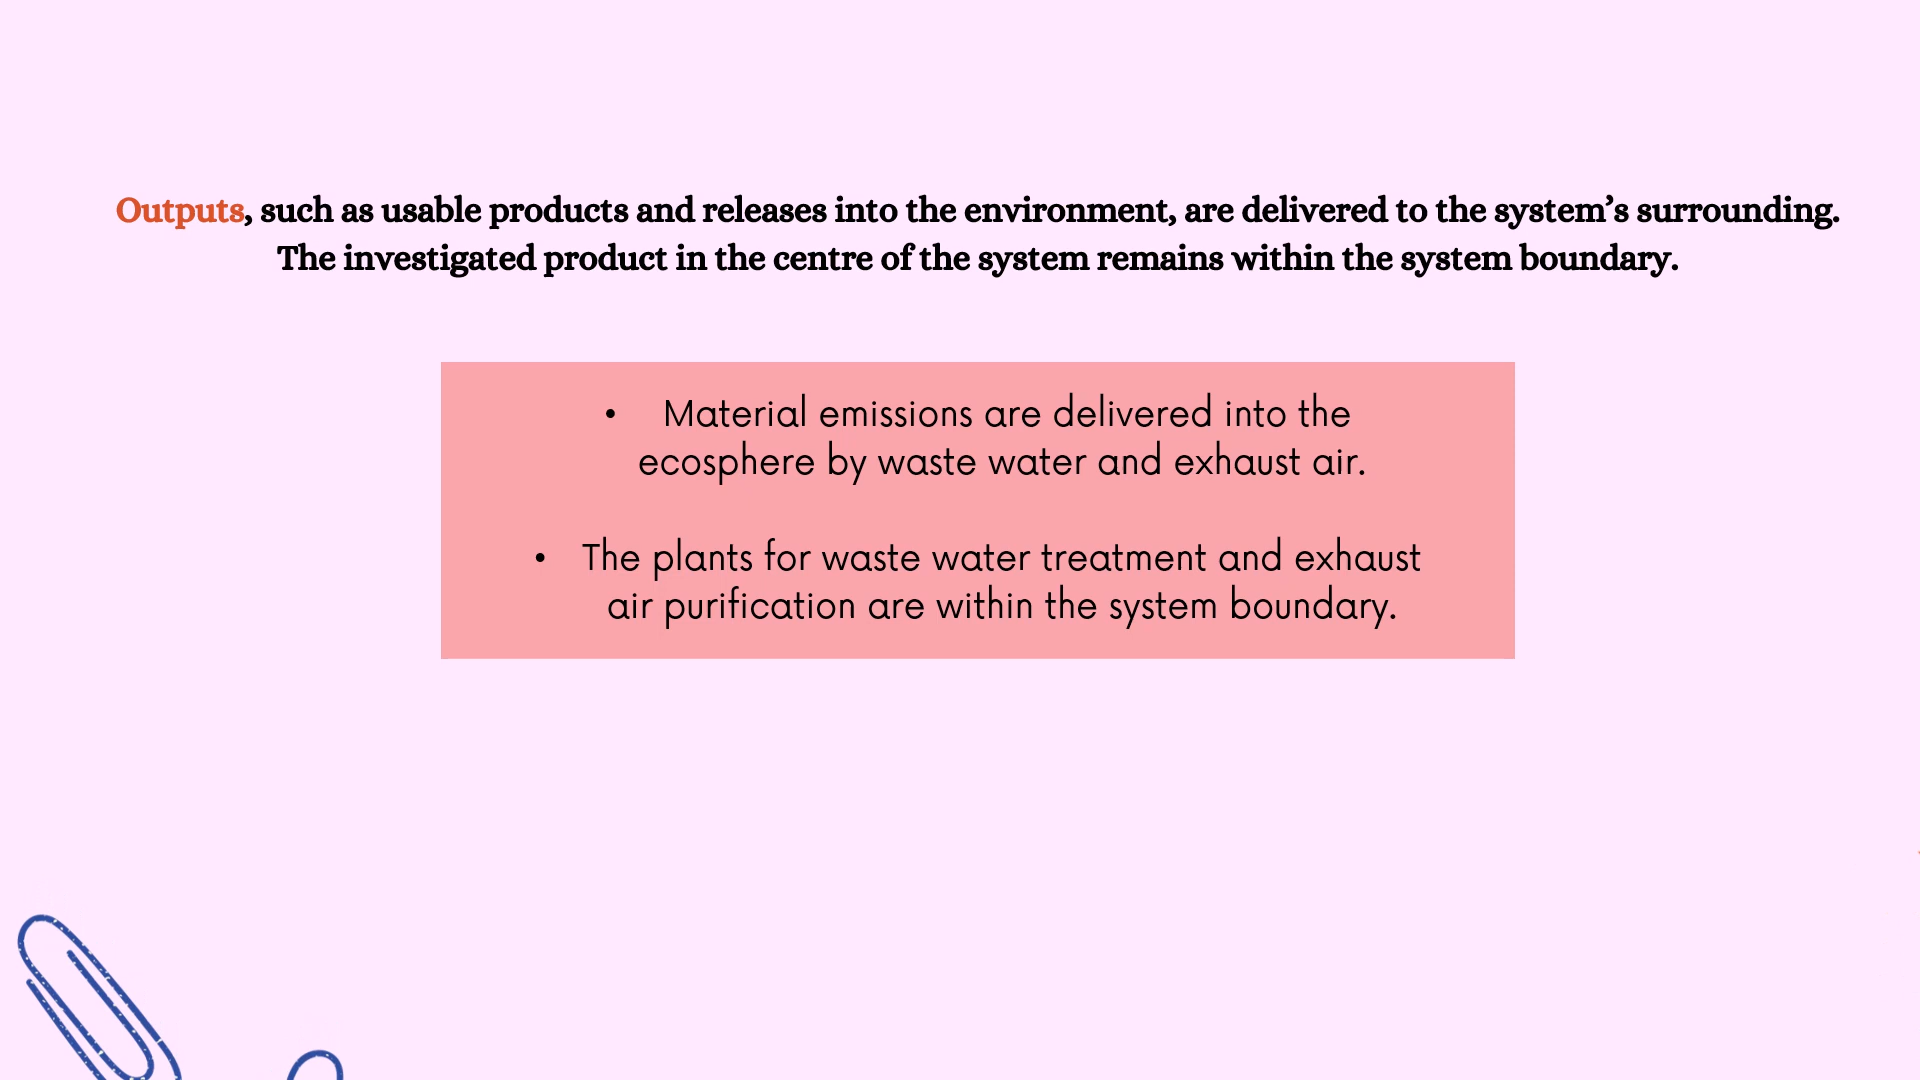 Outputs, such as usable products and releases into the environment, are delivered to the system’s surrounding.
The investigated product in the centre of the system remains within the system boundary.
• Material emissions are delivered into the
ecosphere by waste water and exhaust air.
• The plants for waste water treatment and exhaust
air purification are within the system boundary.